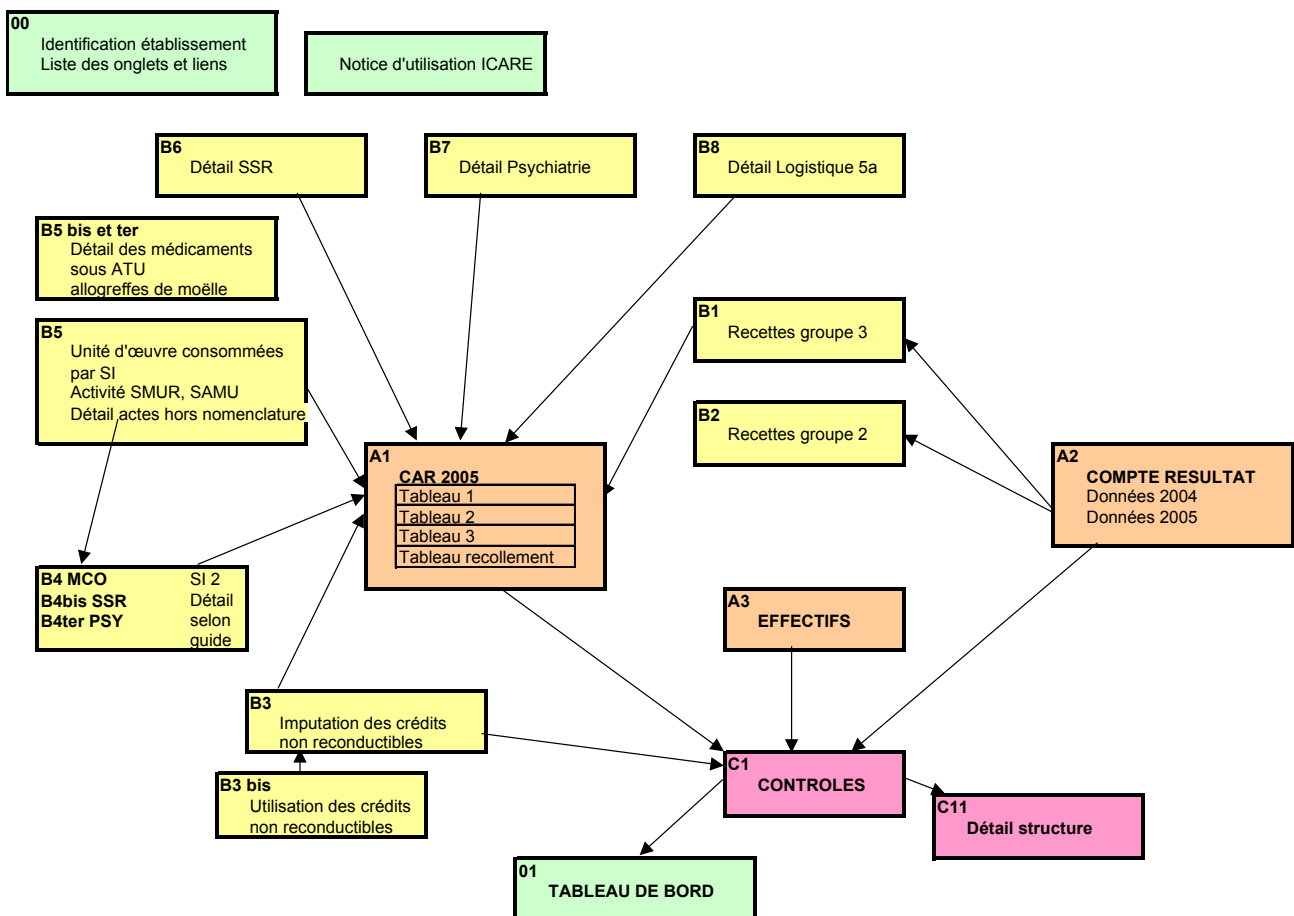 00
Identification établissement
Liste des onglets et liens
Notice d'utilisation ICARE
B6
Détail SSR
B7
Détail Psychiatrie
B8
Détail Logistique 5a
B5 bis et ter
Détail des médicaments
sous ATU
allogreffes de moëlle
B5
Unité d'œuvre consommées
par SI
Activité SMUR, SAMU
Détail actes hors nomenclature
B1
Recettes groupe 3
B2
Recettes groupe 2
A1
CAR 2005
Tableau 1
Tableau 2
Tableau 3
Tableau recollement
A2
COMPTE RESULTAT
Données 2004
Données 2005
B4 MCO SI 2
B4bis SSR Détail
B4ter PSY selon
guide
A3
EFFECTIFS
B3
Imputation des crédits
non reconductibles
B3 bis
Utilisation des crédits
non reconductibles
C1
CONTROLES
C11
Détail structure
01
TABLEAU DE BORD